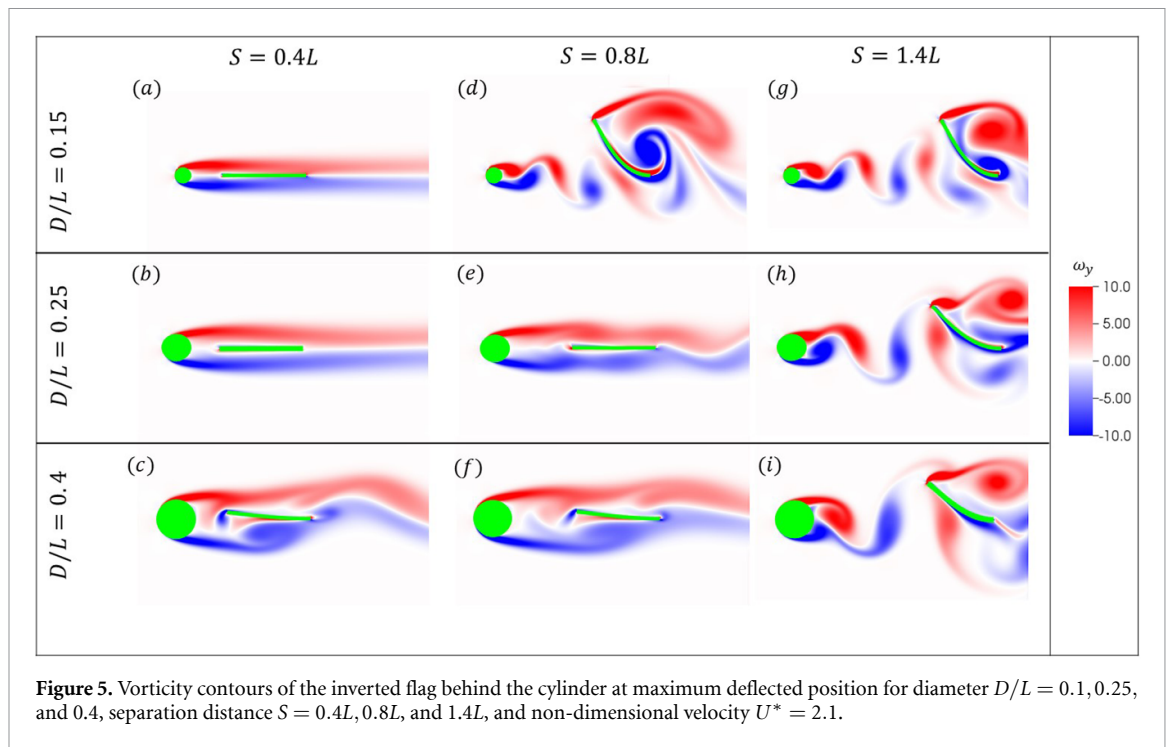 S = 0.4L
S = 0.8L
S = 1.4L
D/L = 0.15
(a)
(d)
(g)
D/L = 0.25
(b)
(e)
(h)
D/L = 0.4
(c)
(f)
(i)
ω_y
10.0
5.00
0.00
-5.00
-10.0
Figure 5. Vorticity contours of the inverted flag behind the cylinder at maximum deflected position for diameter D/L = 0.1, 0.25,
and 0.4, separation distance S = 0.4L, 0.8L, and 1.4L, and non-dimensional velocity U* = 2.1.